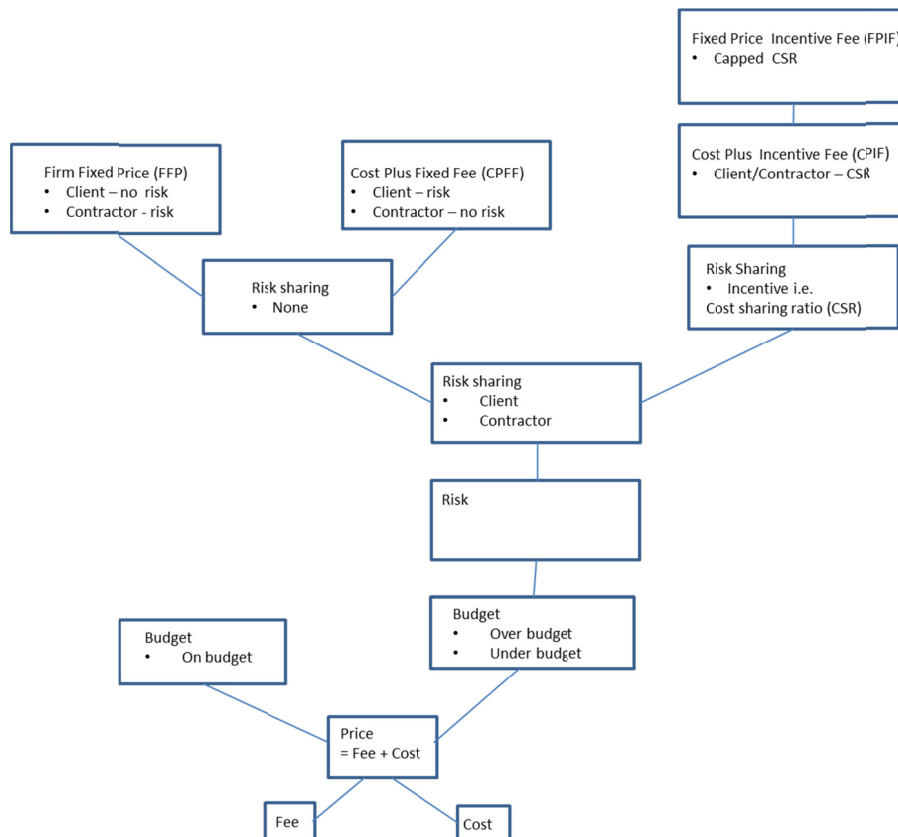 Fixed Price Incentive Fee (FPIF)
• Capped CSR
Firm Fixed Price (FFP)
• Client – no risk
• Contractor - risk
Cost Plus Fixed Fee (CPFF)
• Client – risk
• Contractor – no risk
Cost Plus Incentive Fee (CPIF)
• Client/Contractor – CSR
Risk sharing
• None
Risk Sharing
• Incentive i.e.
Cost sharing ratio (CSR)
Risk sharing
• Client
• Contractor
Risk
Budget
• On budget
Budget
• Over budget
• Under budget
Price
= Fee + Cost
Fee
Cost